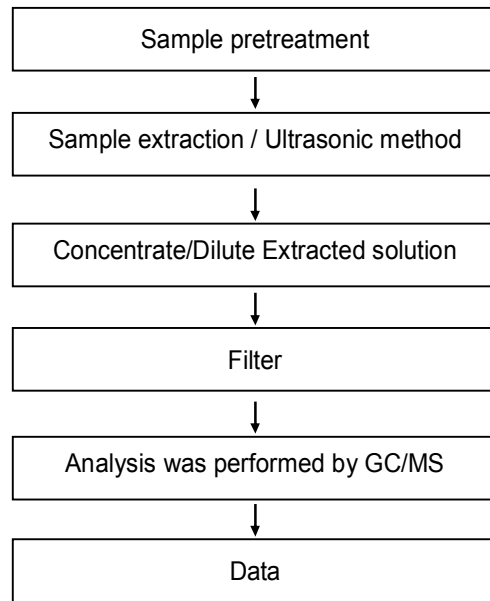 Sample pretreatment
Sample extraction / Ultrasonic method
Concentrate/Dilute Extracted solution
Filter
Analysis was performed by GC/MS
Data